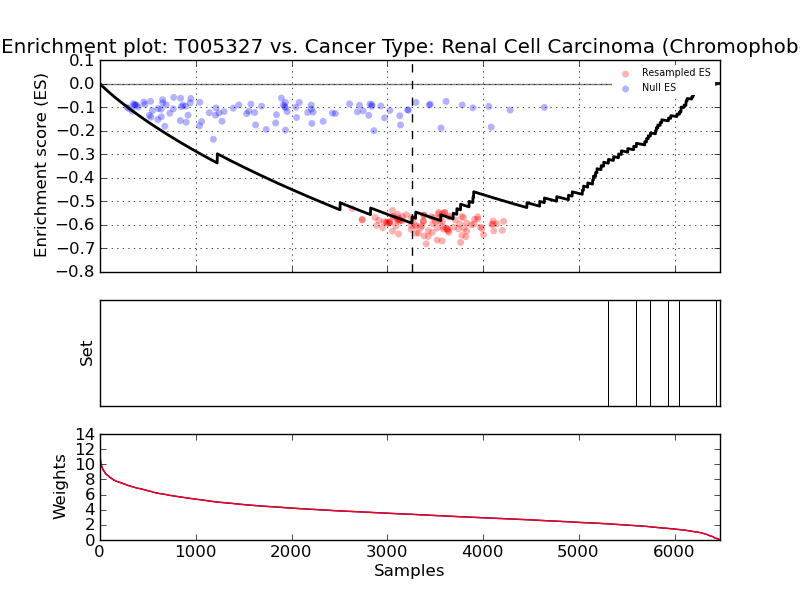 Enrichment plot: T005327 vs. Cancer Type: Renal Cell Carcinoma (Chromophob
Enrichment score (ES)
0.1
0.0
−0.1
−0.2
−0.3
−0.4
−0.5
−0.6
−0.7
−0.8
Resampled ES
Null ES
Set
Weights
14
12
10
8
6
4
2
0
0 1000 2000 3000 4000 5000 6000
Samples